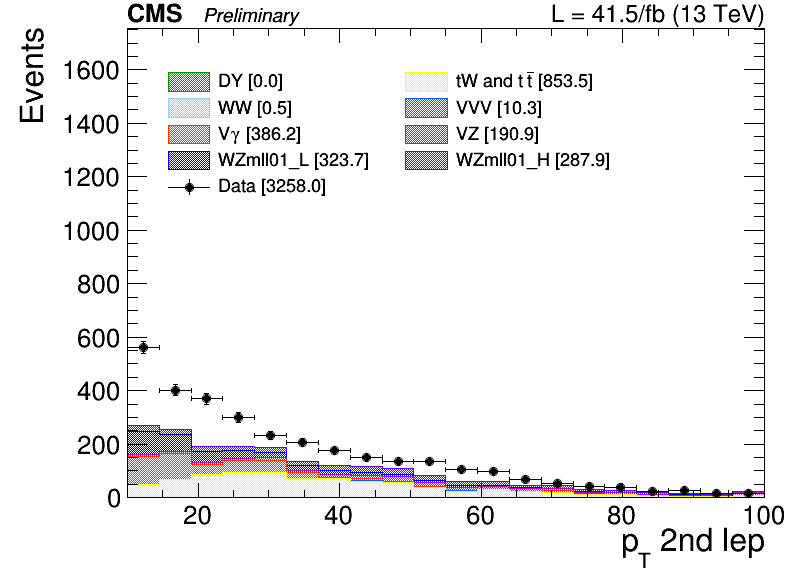 CMS Preliminary L = 41.5/fb (13 TeV)
Events
1600
1400
1200
1000
800
600
400
200
0
DY [0.0]
tW and tt̅ [853.5]
WW [0.5]
VVV [10.3]
Vγ [386.2]
VZ [190.9]
WZmll01_L [323.7]
WZmll01_H [287.9]
Data [3258.0]
20 40 60 80 100
pT 2nd lep